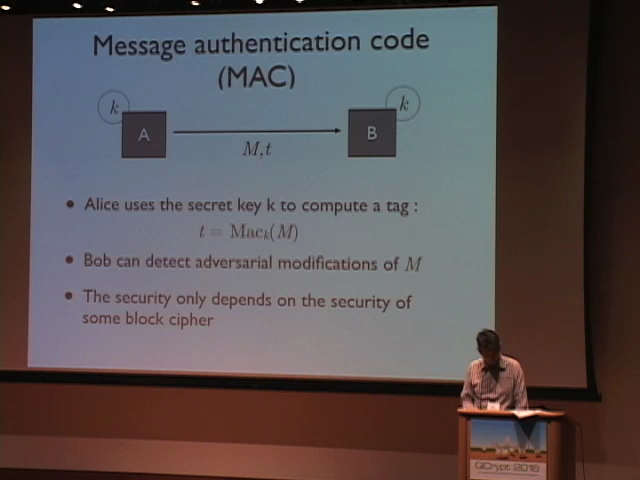 Message authentication code
(MAC)
k
k
A
B
M,t
• Alice uses the secret key k to compute a tag :
t = Mac_k(M)
• Bob can detect adversarial modifications of M
• The security only depends on the security of
some block cipher
QCrypt 2016